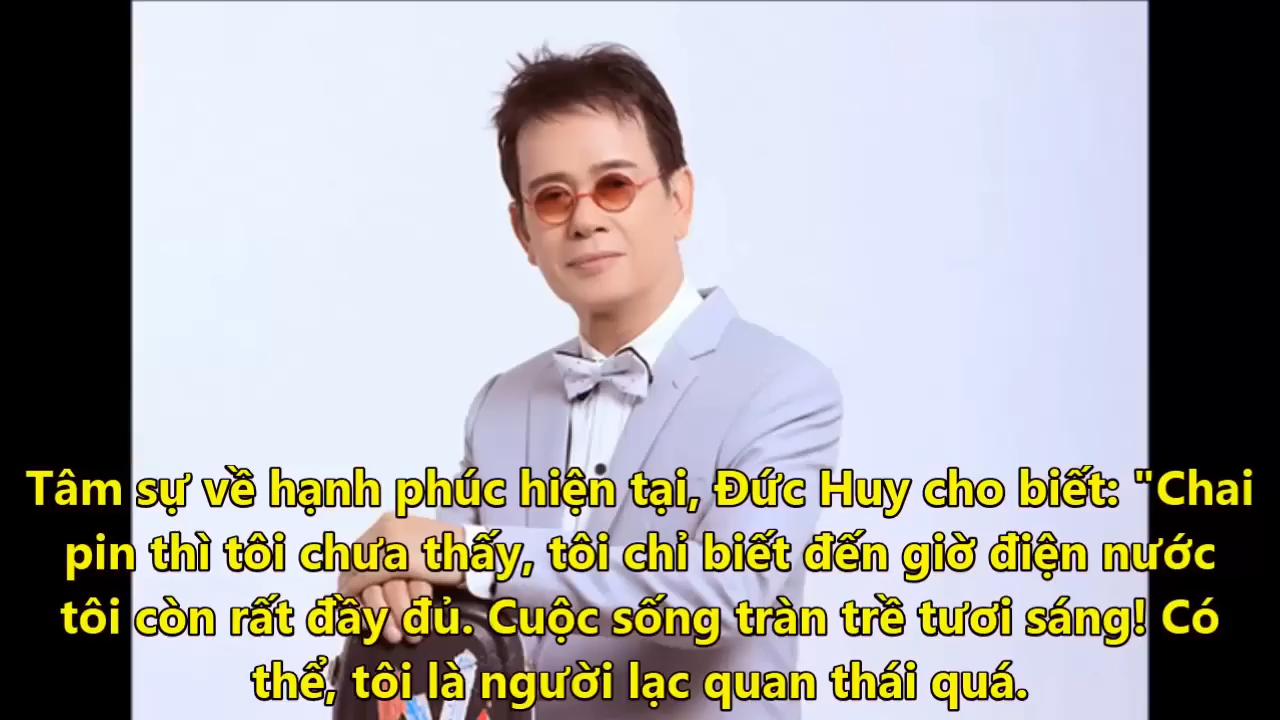 Tâm sự về hạnh phúc hiện tại, Đức Huy cho biết: "Chai
pin thì tôi chưa thấy, tôi chỉ biết đến giờ điện nước
tôi còn rất đầy đủ. Cuộc sống tràn trề tươi sáng! Có
thể, tôi là người lạc quan thái quá.